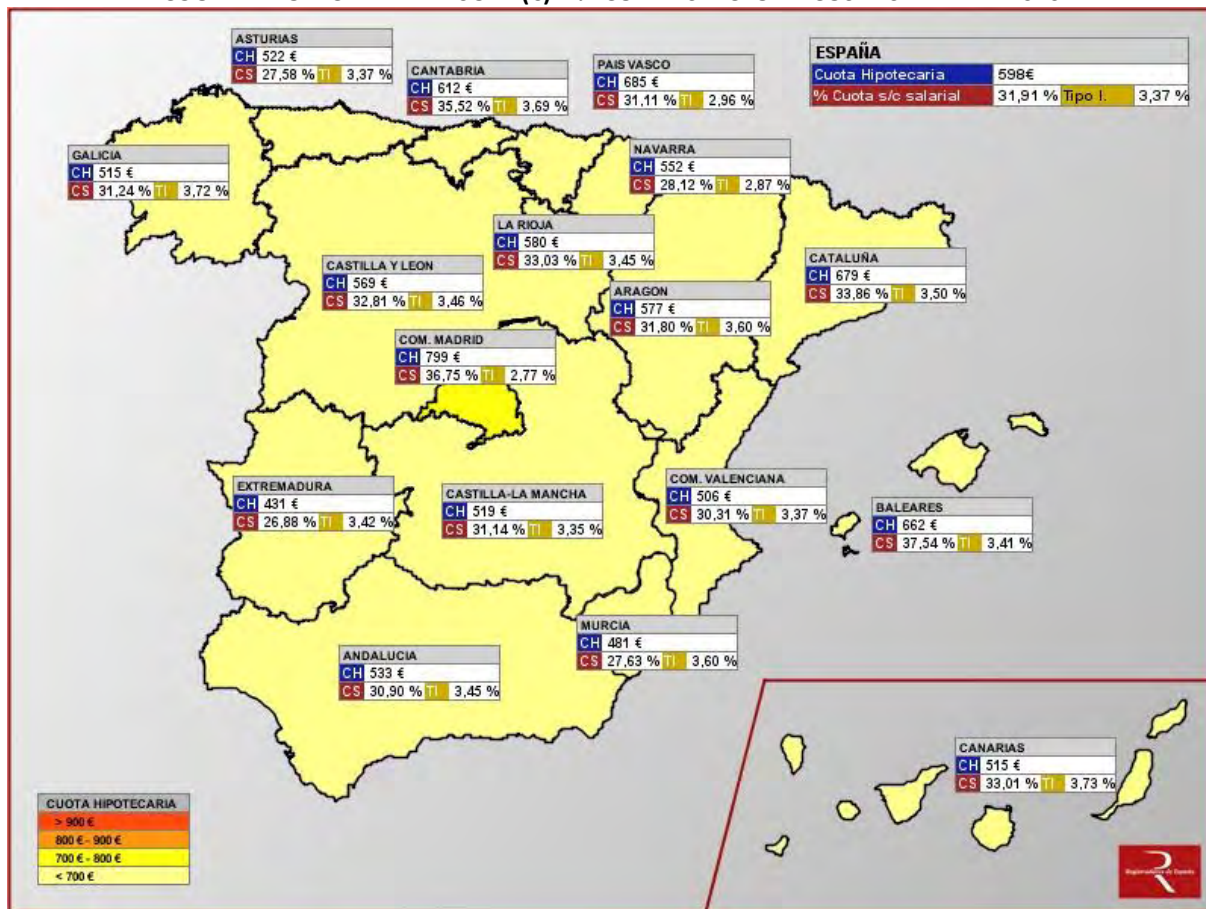 ASTURIAS
CH 522 €
CS 27,58 % TI 3,37 %
CANTABRIA
CH 612 €
CS 35,52 % TI 3,69 %
PAIS VASCO
CH 685 €
CS 31,11 % TI 2,96 %
ESPAÑA
Cuota Hipotecaria 598€
% Cuota s/c salarial 31,91 % Tipo I. 3,37 %
GALICIA
CH 515 €
CS 31,24 % TI 3,72 %
NAVARRA
CH 552 €
CS 28,12 % TI 2,87 %
LA RIOJA
CH 580 €
CS 33,03 % TI 3,45 %
CASTILLA Y LEON
CH 569 €
CS 32,81 % TI 3,46 %
CATALUÑA
CH 679 €
CS 33,86 % TI 3,50 %
ARAGON
CH 577 €
CS 31,80 % TI 3,60 %
COM. MADRID
CH 799 €
CS 36,75 % TI 2,77 %
EXTREMADURA
CH 431 €
CS 26,88 % TI 3,42 %
CASTILLA-LA MANCHA
CH 519 €
CS 31,14 % TI 3,35 %
COM. VALENCIANA
CH 506 €
CS 30,31 % TI 3,37 %
BALEARES
CH 662 €
CS 37,54 % TI 3,41 %
MURCIA
CH 481 €
CS 27,63 % TI 3,60 %
ANDALUCIA
CH 533 €
CS 30,90 % TI 3,45 %
CANARIAS
CH 515 €
CS 33,01 % TI 3,73 %
CUOTA HIPOTECARIA
> 900 €
800 € - 900 €
700 € - 800 €
< 700 €
Registradores de España